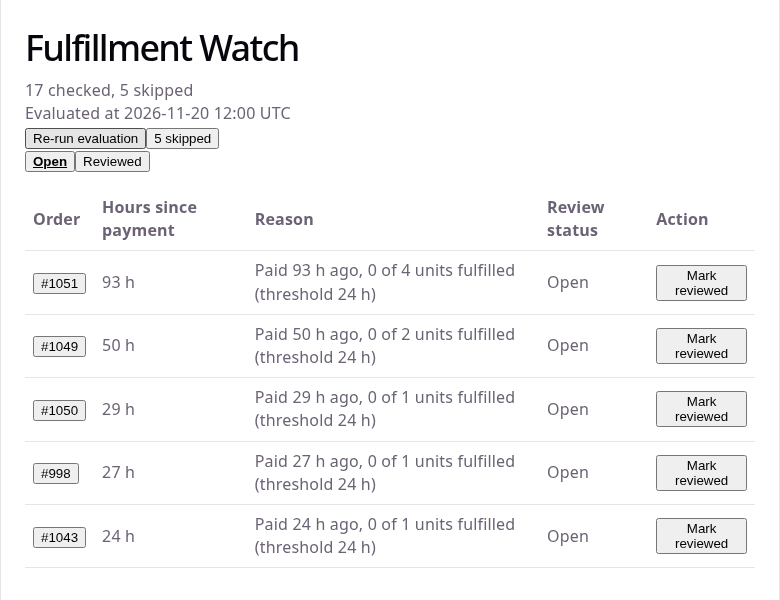 Fulfillment Watch
17 checked, 5 skipped
Evaluated at 2026-11-20 12:00 UTC
Re-run evaluation 5 skipped
Open Reviewed
Order Hours since payment Reason Review status Action
#1051 93 h Paid 93 h ago, 0 of 4 units fulfilled (threshold 24 h) Open Mark reviewed
#1049 50 h Paid 50 h ago, 0 of 2 units fulfilled (threshold 24 h) Open Mark reviewed
#1050 29 h Paid 29 h ago, 0 of 1 units fulfilled (threshold 24 h) Open Mark reviewed
#998 27 h Paid 27 h ago, 0 of 1 units fulfilled (threshold 24 h) Open Mark reviewed
#1043 24 h Paid 24 h ago, 0 of 1 units fulfilled (threshold 24 h) Open Mark reviewed